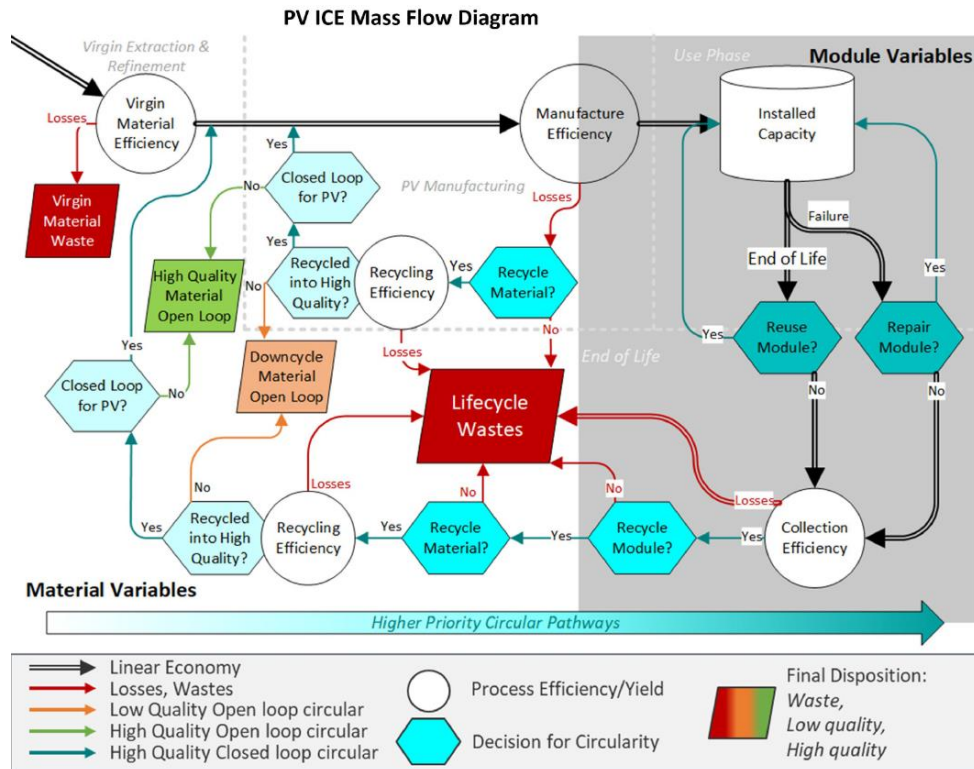 PV ICE Mass Flow Diagram
Virgin Extraction &
Refinement
Use Phase
Module Variables
Losses
Virgin
Material
Efficiency
Manufacture
Efficiency
Installed
Capacity
Yes
Yes
Closed Loop
for PV?
No
PV Manufacturing
Losses
Virgin
Material
Waste
Failure
End of Life
Yes
Yes
High Quality
Material
Open Loop
No
Recycled
into High
Quality?
Recycling
Efficiency
Yes
Recycle
Material?
Yes
Reuse
Module?
Repair
Module?
No
Losses
End of Life
Yes
Closed Loop
for PV?
No
Downcycle
Material
Open Loop
Lifecycle
Wastes
No
No
No
Yes
Recycled
into High
Quality?
Losses
Recycling
Efficiency
Yes
No
Recycle
Material?
Yes
No
Recycle
Module?
Losses
Yes
Collection
Efficiency
Material Variables
Higher Priority Circular Pathways
Linear Economy
Losses, Wastes
Low Quality Open loop circular
High Quality Open loop circular
High Quality Closed loop circular
Process Efficiency/Yield
Decision for Circularity
Final Disposition:
Waste,
Low quality,
High quality